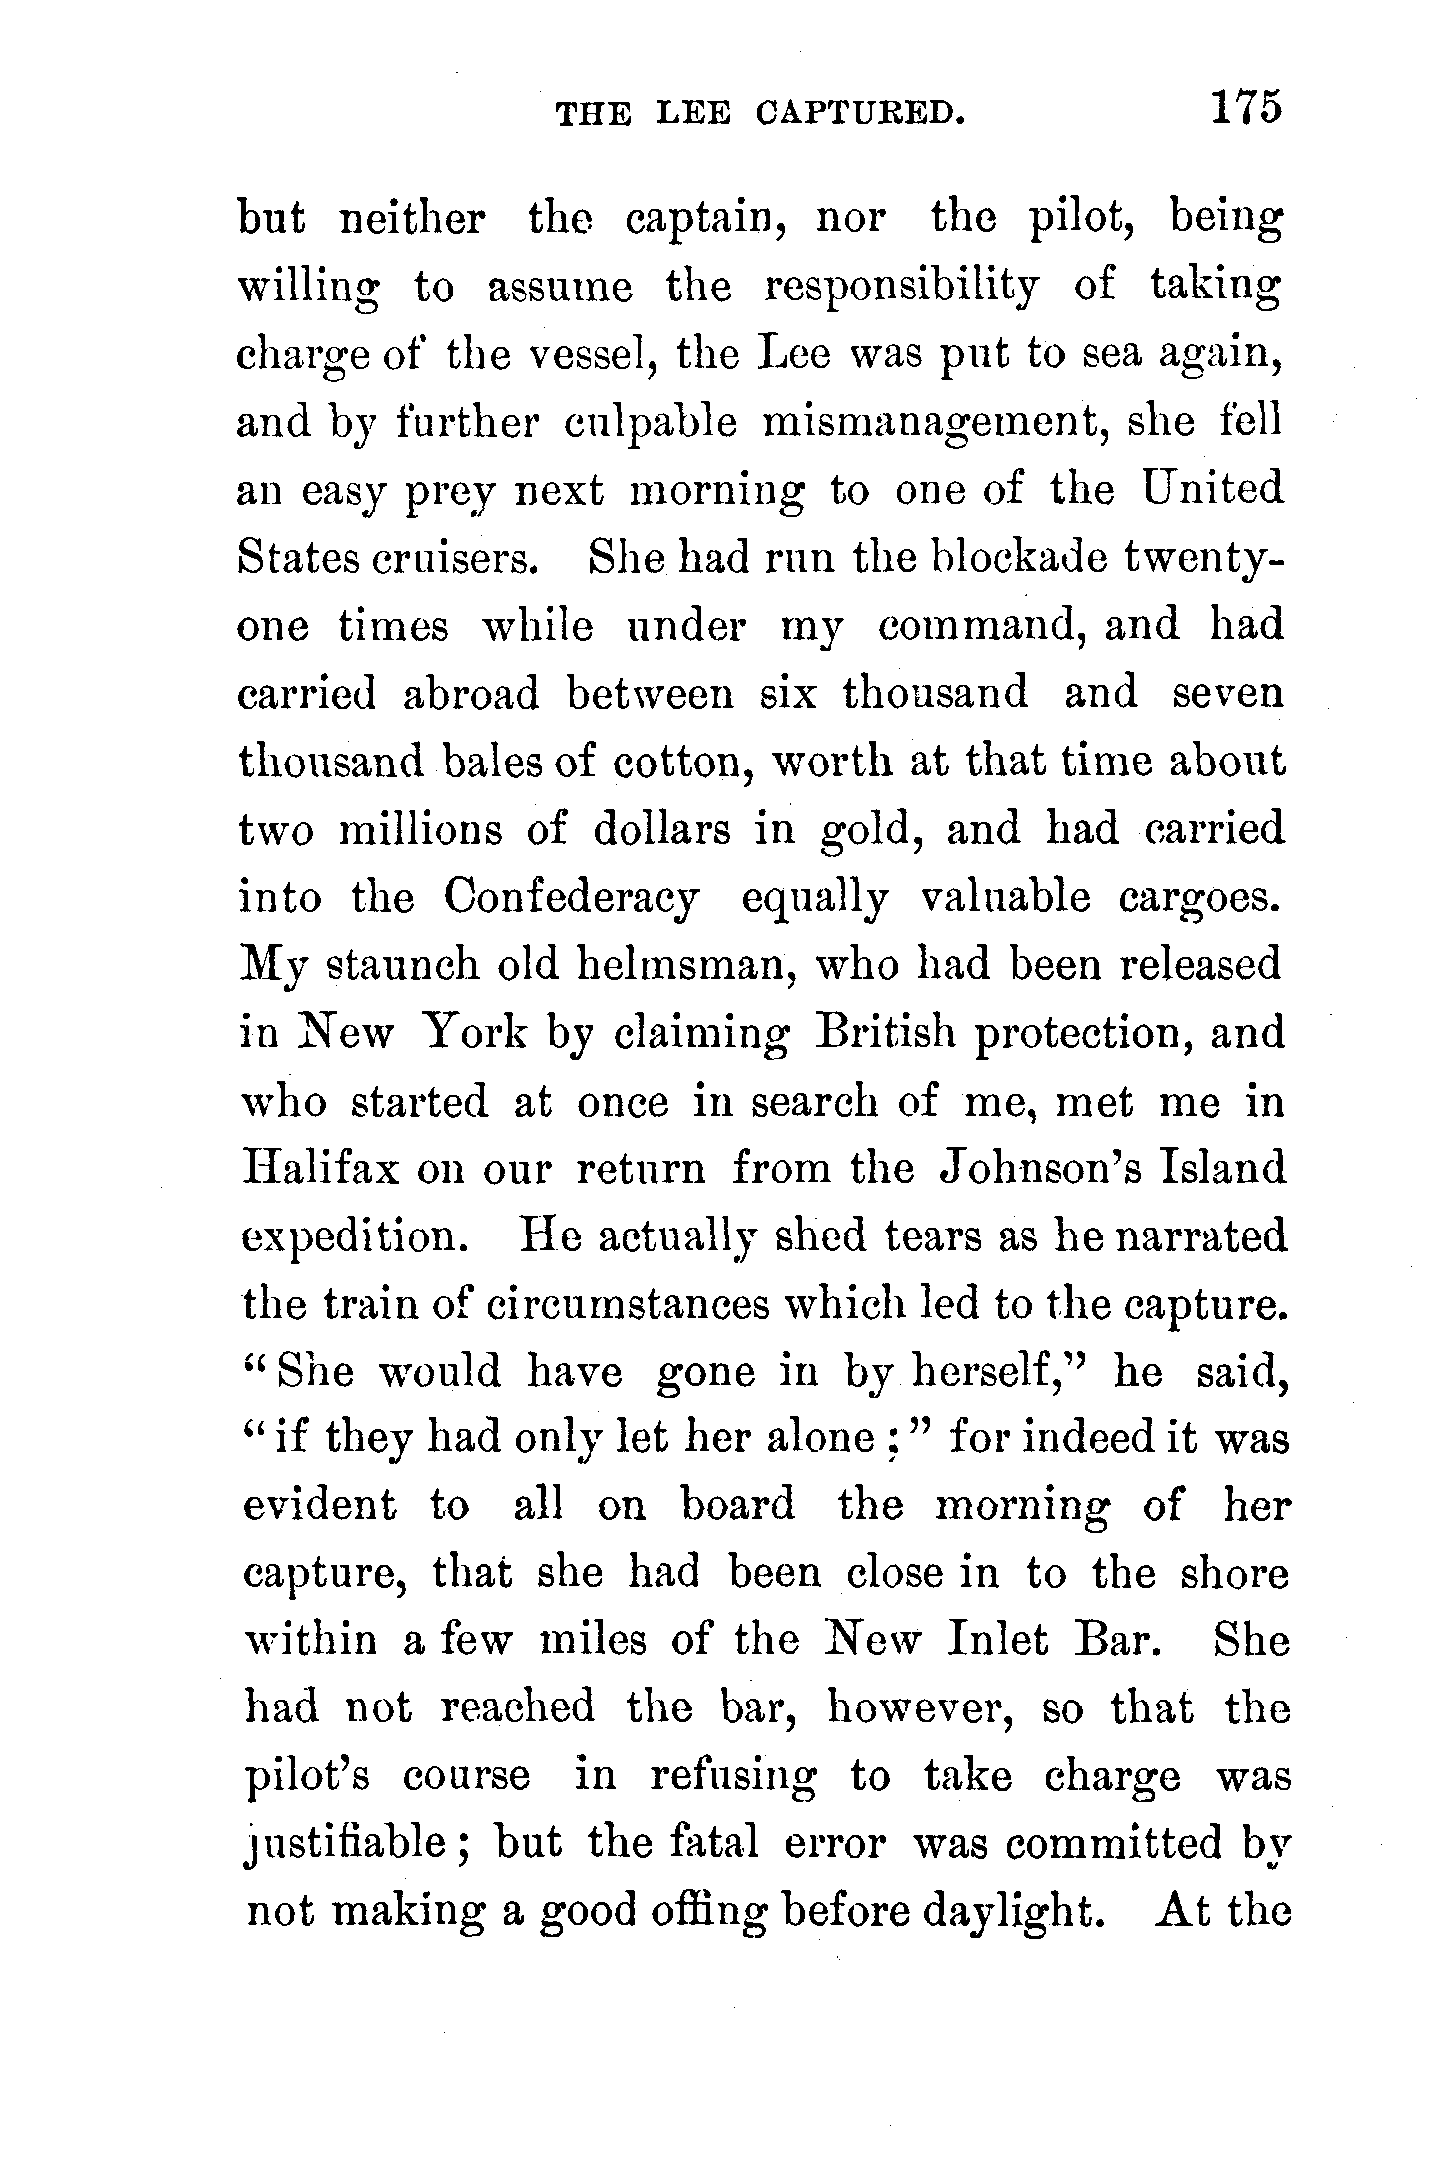 THE LEE CAPTURED. 175
but neither the captain, nor the pilot, being
willing to assume the responsibility of taking
charge of the vessel, the Lee was put to sea again,
and by further culpable mismanagement, she fell
an easy prey next morning to one of the United
States cruisers. She had run the blockade twenty-
one times while under my command, and had
carried abroad between six thousand and seven
thousand bales of cotton, worth at that time about
two millions of dollars in gold, and had carried
into the Confederacy equally valuable cargoes.
My staunch old helmsman, who had been released
in New York by claiming British protection, and
who started at once in search of me, met me in
Halifax on our return from the Johnson's Island
expedition. He actually shed tears as he narrated
the train of circumstances which led to the capture.
"She would have gone in by herself," he said,
"if they had only let her alone;" for indeed it was
evident to all on board the morning of her
capture, that she had been close in to the shore
within a few miles of the New Inlet Bar. She
had not reached the bar, however, so that the
pilot's course in refusing to take charge was
justifiable; but the fatal error was committed by
not making a good offing before daylight. At the